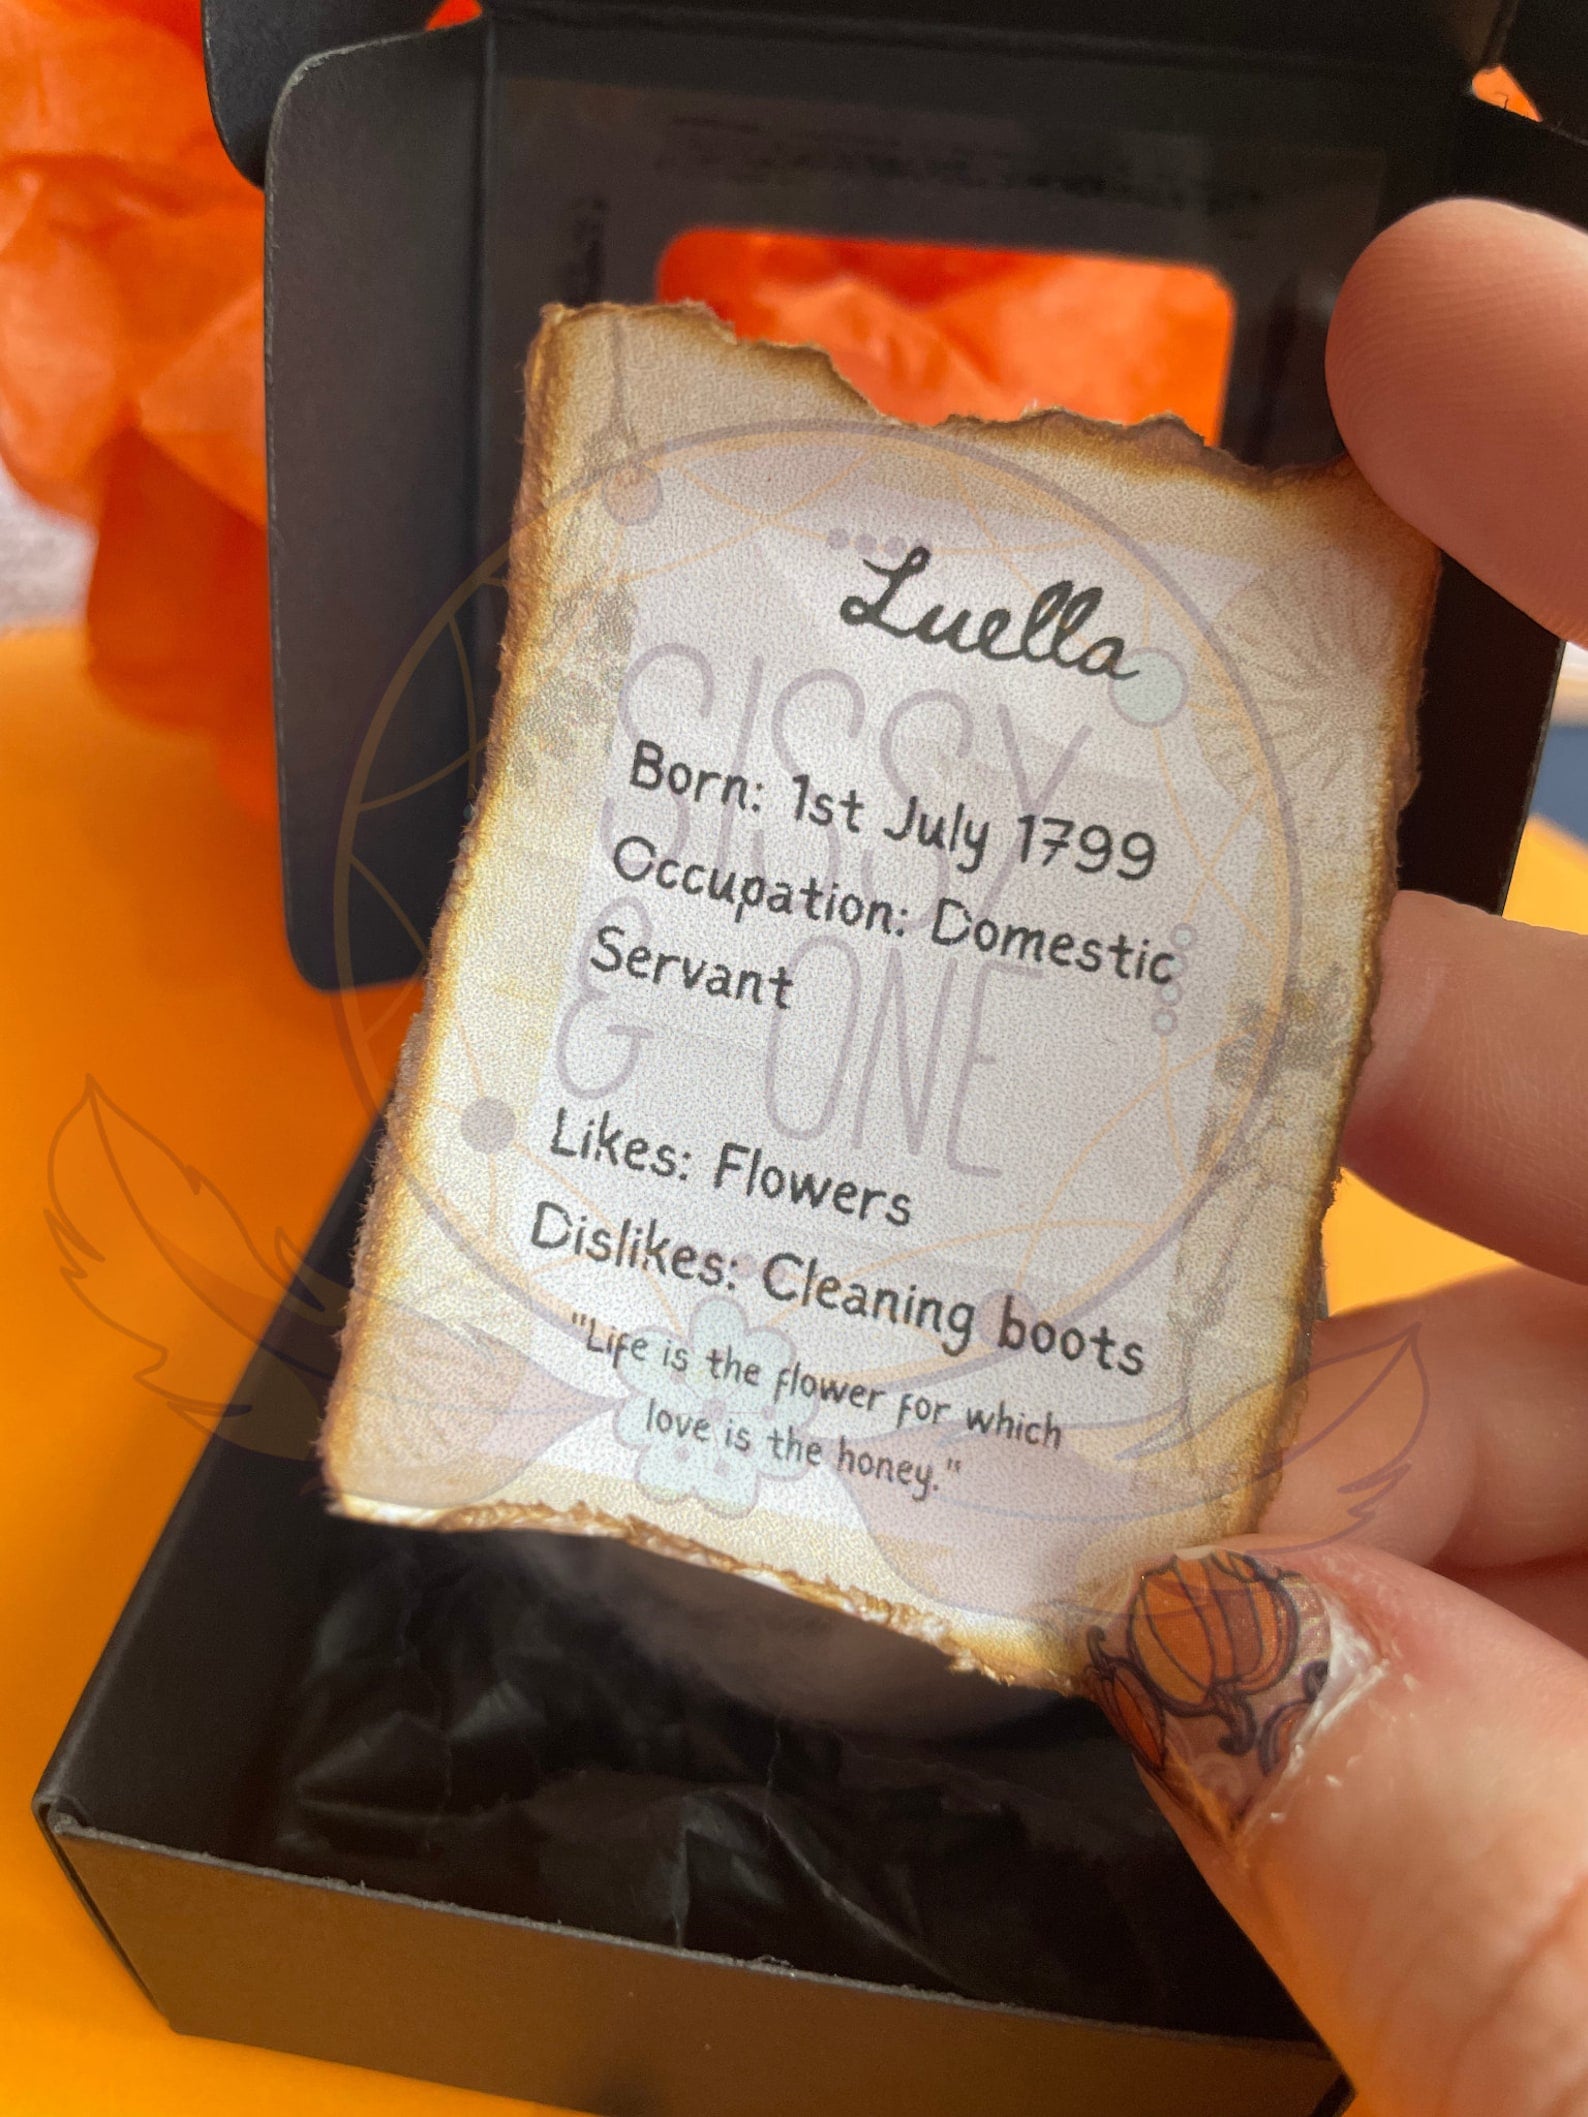 Luella
SISSY
& ONE
Born: 1st July 1799
Occupation: Domestic
Servant
Likes: Flowers
Dislikes: Cleaning boots
"Life is the flower for which
love is the honey."